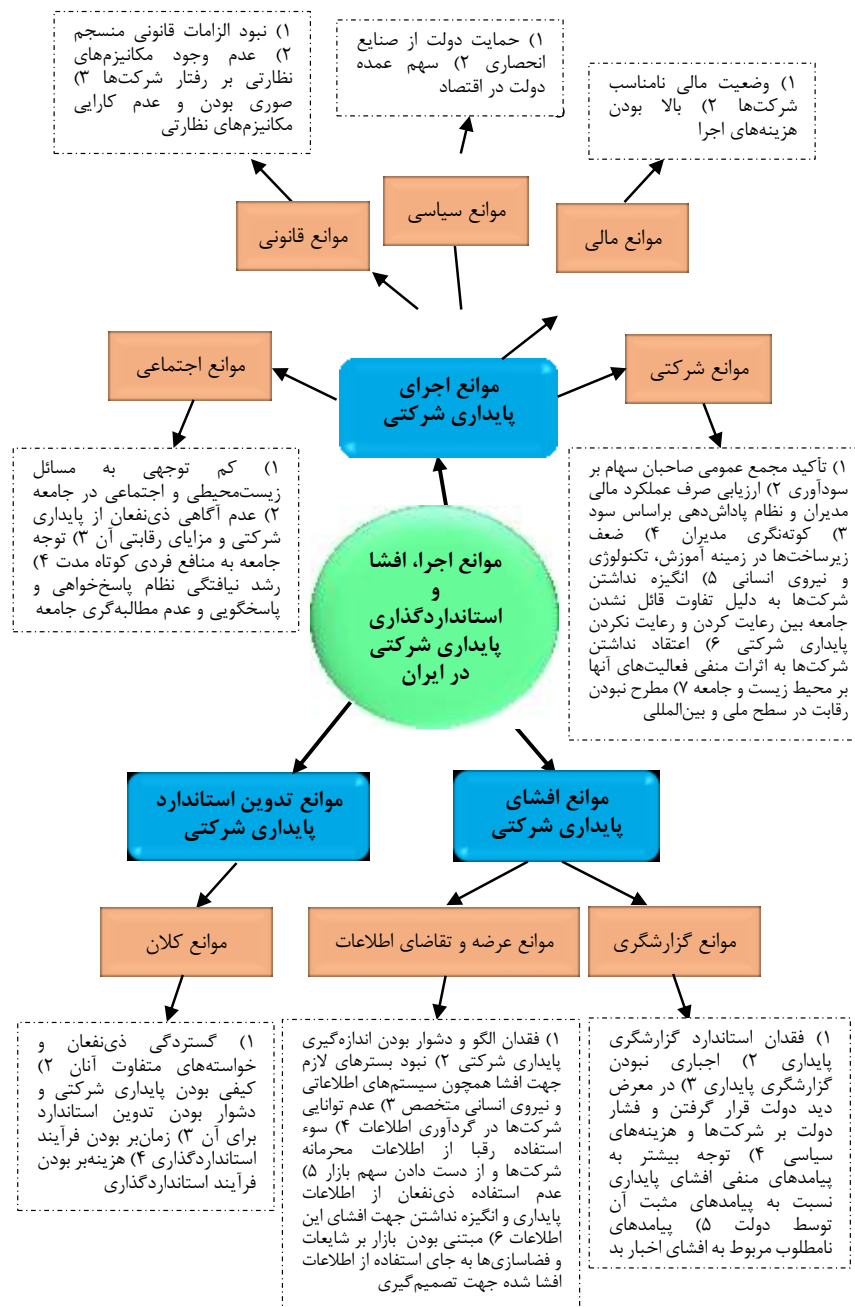 ۱) نبود الزامات قانونی منسجم
۲) عدم وجود مکانیزم‌های
نظارتی بر رفتار شرکت‌ها ۳)
صوری بودن و عدم کارایی
مکانیزم‌های نظارتی
۱) حمایت دولت از صنایع
انحصاری ۲) سهم عمده
دولت در اقتصاد
۱) وضعیت مالی نامناسب
شرکت‌ها ۲) بالا بودن
هزینه‌های اجرا
موانع قانونی
موانع سیاسی
موانع مالی
موانع اجتماعی
موانع اجرای
پایداری شرکتی
موانع شرکتی
۱) کم توجهی به مسائل
زیست‌محیطی و اجتماعی در جامعه
۲) عدم آگاهی ذی‌نفعان از پایداری
شرکتی و مزایای رقابتی آن ۳) توجه
جامعه به منافع فردی کوتاه مدت ۴)
رشد نیافتگی نظام پاسخ‌خواهی و
پاسخگویی و عدم مطالبه‌گری جامعه
موانع اجرا، افشا
و
استانداردگذاری
پایداری شرکتی
در ایران
۱) تأکید مجمع عمومی صاحبان سهام بر
سودآوری ۲) ارزیابی صرف عملکرد مالی
مدیران و نظام پاداش‌دهی براساس سود
۳) کوته‌نگری مدیران ۴) ضعف
زیرساخت‌ها در زمینه آموزش، تکنولوژی
و نیروی انسانی ۵) انگیزه نداشتن
شرکت‌ها به دلیل تفاوت قائل نشدن
جامعه بین رعایت کردن و رعایت نکردن
پایداری شرکتی ۶) اعتقاد نداشتن
شرکت‌ها به اثرات منفی فعالیت‌های آنها
بر محیط زیست و جامعه ۷) مطرح نبودن
رقابت در سطح ملی و بین‌المللی
موانع تدوین استاندارد
پایداری شرکتی
موانع افشای
پایداری شرکتی
موانع کلان
موانع عرضه و تقاضای اطلاعات
موانع گزارشگری
۱) گستردگی ذی‌نفعان و
خواسته‌های متفاوت آنان ۲)
کیفی بودن پایداری شرکتی و
دشوار بودن تدوین استاندارد
برای آن ۳) زمان‌بر بودن فرآیند
استانداردگذاری ۴) هزینه‌بر بودن
فرآیند استانداردگذاری
۱) فقدان الگو و دشوار بودن اندازه‌گیری
پایداری شرکتی ۲) نبود بسترهای لازم
جهت افشا همچون سیستم‌های اطلاعاتی
و نیروی انسانی متخصص ۳) عدم توانایی
شرکت‌ها در گردآوری اطلاعات ۴) سوء
استفاده رقبا از اطلاعات محرمانه
شرکت‌ها و از دست دادن سهم بازار ۵)
عدم استفاده ذی‌نفعان از اطلاعات
پایداری و انگیزه نداشتن جهت افشای این
اطلاعات ۶) مبتنی بودن بازار بر شایعات
و فضاسازی‌ها به جای استفاده از اطلاعات
افشا شده جهت تصمیم‌گیری
۱) فقدان استاندارد گزارشگری
پایداری ۲) اجباری نبودن
گزارشگری پایداری ۳) در معرض
دید دولت قرار گرفتن و فشار
دولت بر شرکت‌ها و هزینه‌های
سیاسی ۴) توجه بیشتر به
پیامدهای منفی افشای پایداری
نسبت به پیامدهای مثبت آن
توسط دولت ۵) پیامدهای
نامطلوب مربوط به افشای اخبار بد